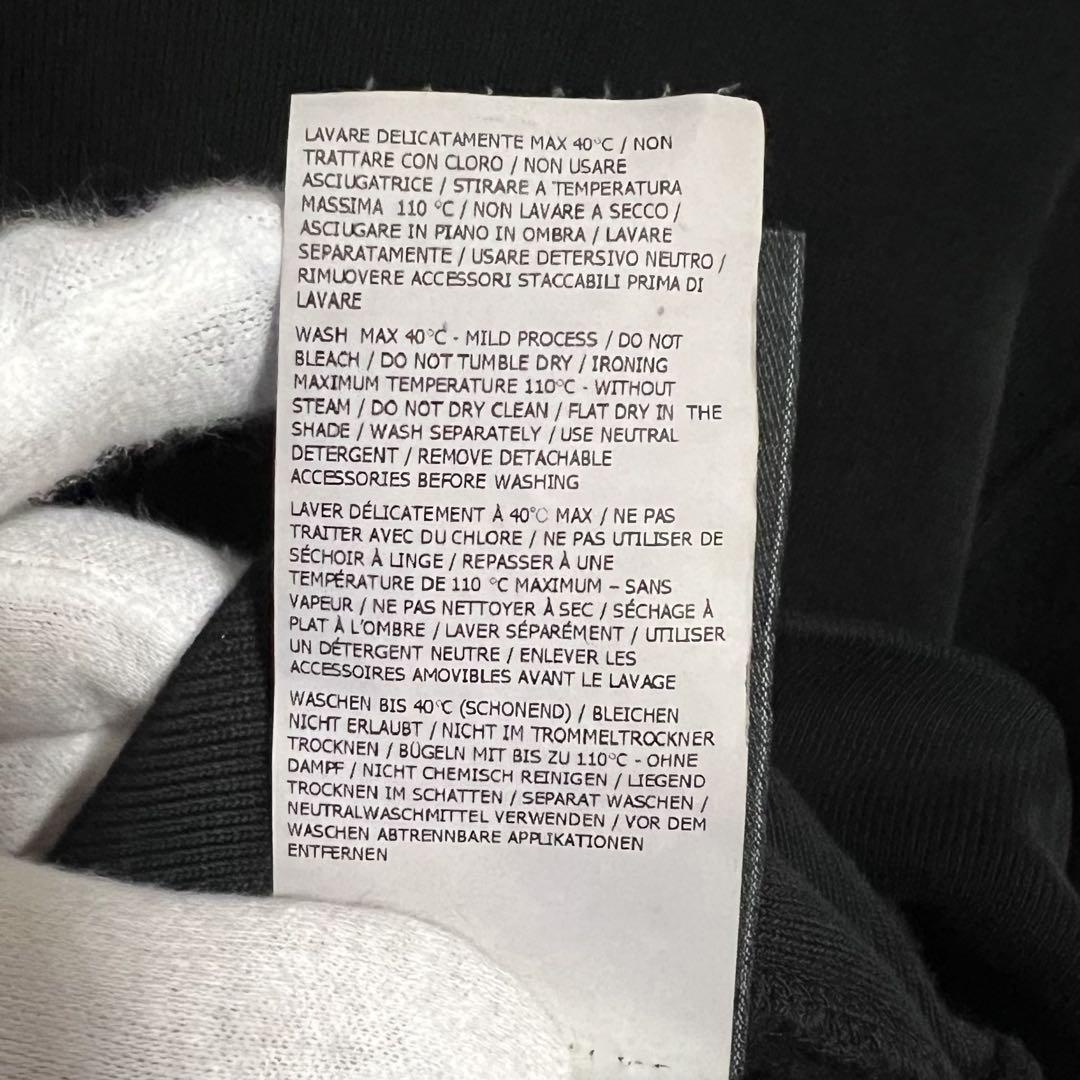 LAVARE DELICATAMENTE MAX 40°C / NON
TRATTARE CON CLORO / NON USARE
ASCIUGATRICE / STIRARE A TEMPERATURA
MASSIMA 110 °C / NON LAVARE A SECCO /
ASCIUGARE IN PIANO IN OMBRA / LAVARE
SEPARATAMENTE / USARE DETERSIVO NEUTRO /
RIMUOVERE ACCESSORI STACCABILI PRIMA DI
LAVARE
WASH MAX 40°C - MILD PROCESS / DO NOT
BLEACH / DO NOT TUMBLE DRY / IRONING
MAXIMUM TEMPERATURE 110°C - WITHOUT
STEAM / DO NOT DRY CLEAN / FLAT DRY IN THE
SHADE / WASH SEPARATELY / USE NEUTRAL
DETERGENT / REMOVE DETACHABLE
ACCESSORIES BEFORE WASHING
LAVER DÉLICATEMENT À 40°C MAX / NE PAS
TRAITER AVEC DU CHLORE / NE PAS UTILISER DE
SÉCHOIR À LINGE / REPASSER À UNE
TEMPÉRATURE DE 110 °C MAXIMUM – SANS
VAPEUR / NE PAS NETTOYER À SEC / SÉCHAGE À
PLAT À L'OMBRE / LAVER SÉPARÉMENT / UTILISER
UN DÉTERGENT NEUTRE / ENLEVER LES
ACCESSOIRES AMOVIBLES AVANT LE LAVAGE
WASCHEN BIS 40°C (SCHONEND) / BLEICHEN
NICHT ERLAUBT / NICHT IM TROMMELTROCKNER
TROCKNEN / BÜGELN MIT BIS ZU 110°C - OHNE
DAMPF / NICHT CHEMISCH REINIGEN / LIEGEND
TROCKNEN IM SCHATTEN / SEPARAT WASCHEN /
NEUTRALWASCHMITTEL VERWENDEN / VOR DEM
WASCHEN ABTRENNBARE APPLIKATIONEN
ENTFERNEN